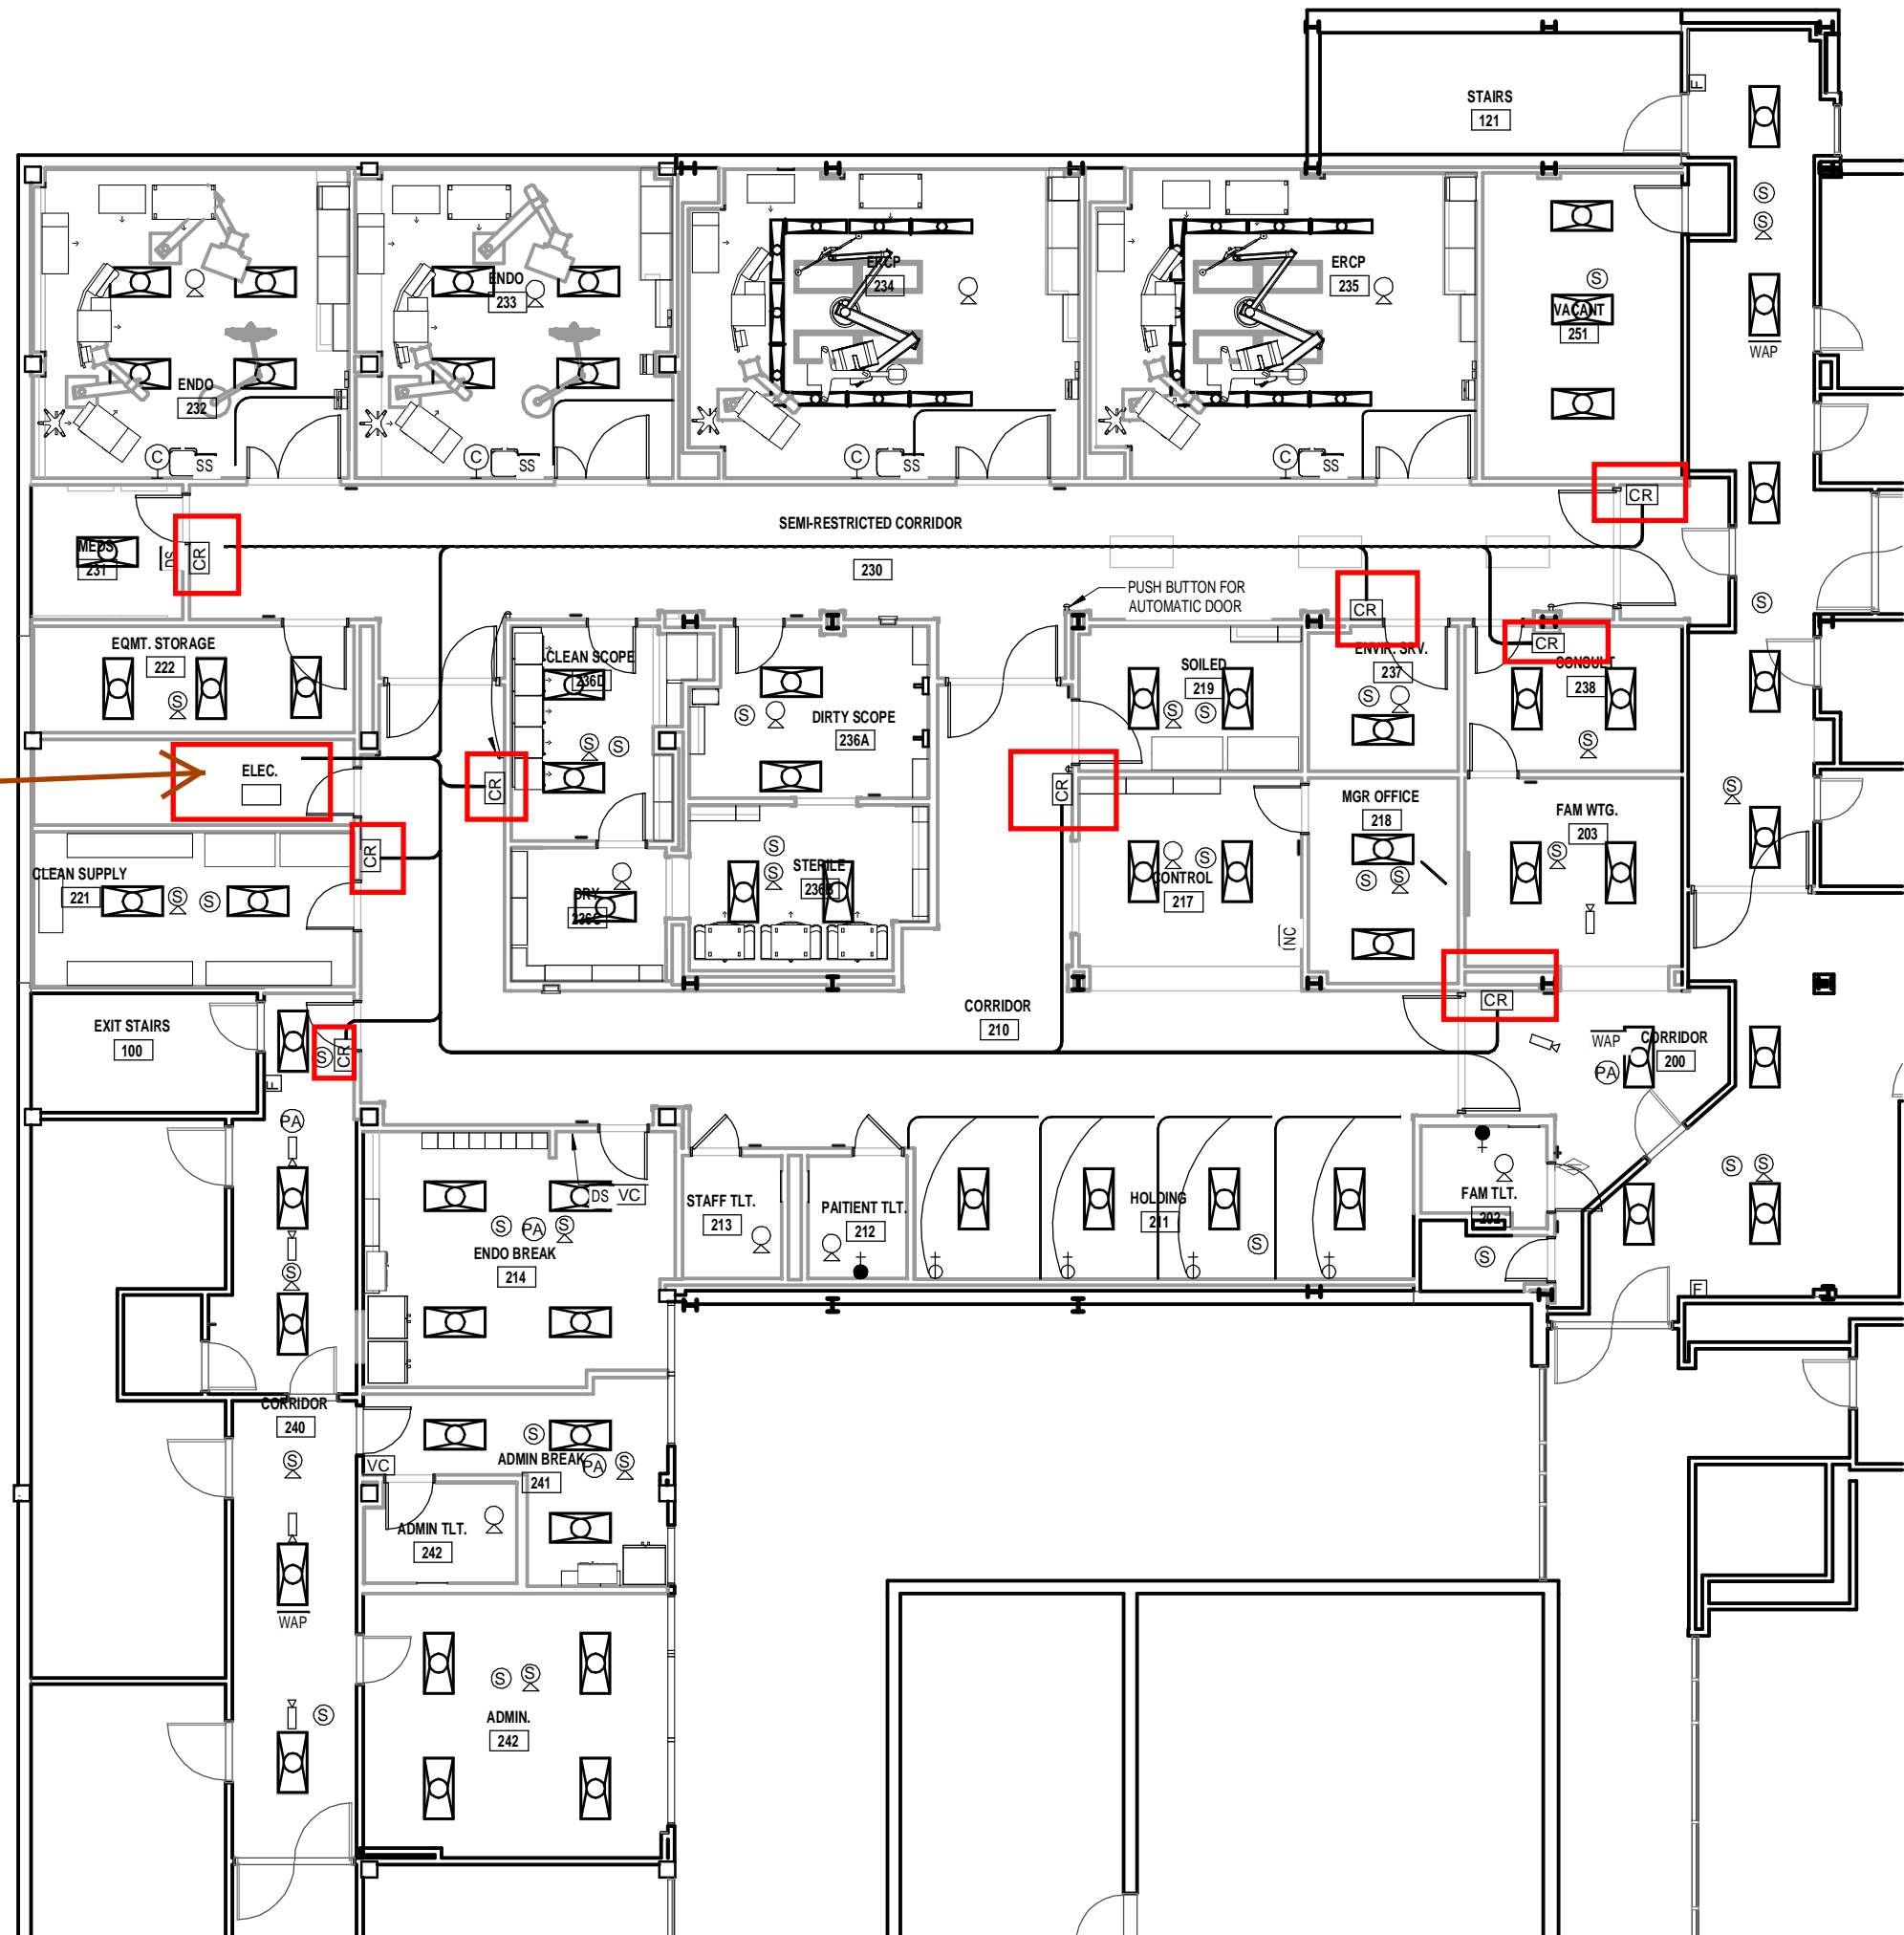 STAIRS
121
F
S
S
WAP
ENDO
232
ENDO
233
ERCP
234
ERCP
235
S
VACANT
251
C
SS
C
SS
C
SS
C
SS
CR
SEMI-RESTRICTED CORRIDOR
MEDS
231
DS
CR
230
PUSH BUTTON FOR
AUTOMATIC DOOR
CR
CR
S
EQMT. STORAGE
222
S
CLEAN SCOPE
236D
S
S
DIRTY SCOPE
236A
S
SOILED
219
S
S
ENVIR. SRV.
237
S
CONSULT
238
S
ELEC.
CR
CR
S
CR
CLEAN SUPPLY
221
S
S
DRY
236C
STERILE
236B
S
S
CONTROL
217
S
NC
MGR OFFICE
218
S
S
FAM WTG.
203
S
EXIT STAIRS
100
S
CR
F
CORRIDOR
210
CR
WAP
CORRIDOR
200
PA
PA
S
DS
VC
S
PA
S
ENDO BREAK
214
STAFF TLT.
213
PAITIENT TLT.
212
HOLDING
211
S
FAM TLT.
202
S
S
S
F
CORRIDOR
240
S
VC
S
ADMIN BREAK
241
PA
S
ADMIN TLT.
242
WAP
S
S
S
ADMIN.
242